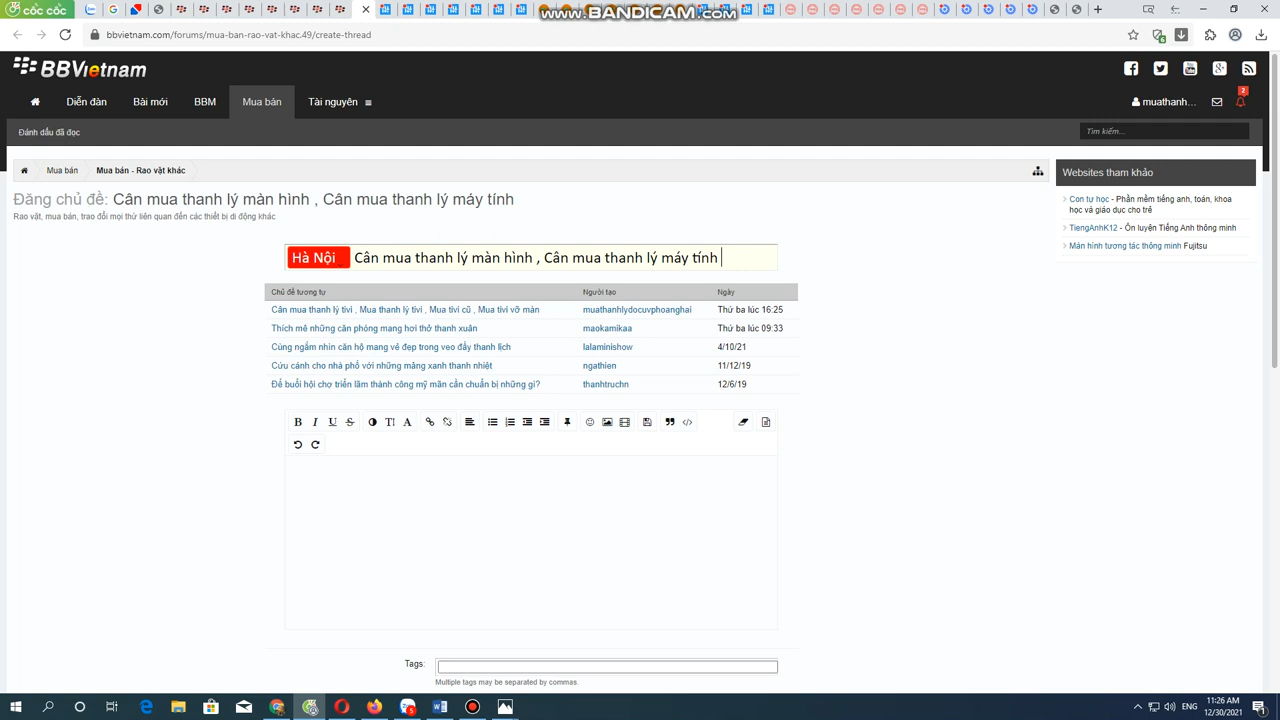 cốc cốc
www.BANDICAM.com
bbvietnam.com/forums/mua-ban-rao-vat-khac.49/create-thread
BBVietnam
Diễn đàn
Bài mới
BBM
Mua bán
Tài nguyên
muathanh...
2
Đánh dấu đã đọc
Tìm kiếm...
Mua bán
Mua bán - Rao vặt khác
Websites tham khảo
Đăng chủ đề: Cần mua thanh lý màn hình , Cần mua thanh lý máy tính
Rao vặt, mua bán, trao đổi mọi thứ liên quan đến các thiết bị di động khác
Con tự học - Phần mềm tiếng anh, toán, khoa
học và giáo dục cho trẻ
TiengAnhK12 - Ôn luyện Tiếng Anh thông minh
Màn hình tương tác thông minh Fujitsu
Hà Nội
Cần mua thanh lý màn hình , Cần mua thanh lý máy tính
Chủ đề tương tự Người tạo Ngày
Cần mua thanh lý tivi , Mua thanh lý tivi , Mua tivi cũ , Mua tivi vỡ màn muathanhlydocuvphoanghai Thứ ba lúc 16:25
Thích mê những căn phòng mang hơi thở thanh xuân maokamikaa Thứ ba lúc 09:33
Cùng ngắm nhìn căn hộ mang vẻ đẹp trong veo đầy thanh lịch lalaminishow 4/10/21
Cứu cánh cho nhà phố với những mảng xanh thanh nhiệt ngathien 11/12/19
Để buổi hội chợ triển lãm thành công mỹ mãn cần chuẩn bị những gì? thanhtruchn 12/6/19
B I U S
T! A
Tags:
Multiple tags may be separated by commas.
5
ENG
11:26 AM
12/30/2021
1